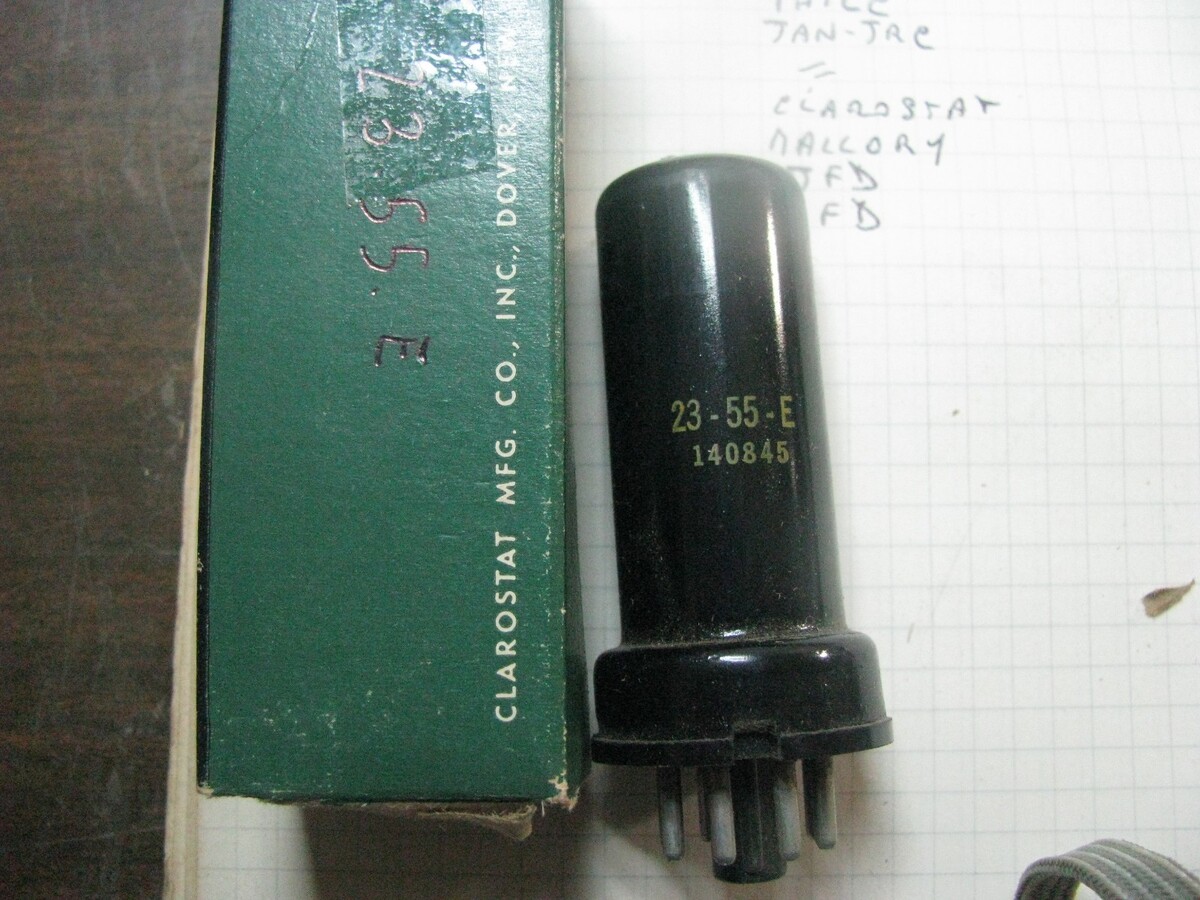 23-55-E
CLAROSTAT MFG. CO., INC., DOVER
23-55-E
140845
JAN-JRC
CLAROSTAT
MALLORY
JFD
FD